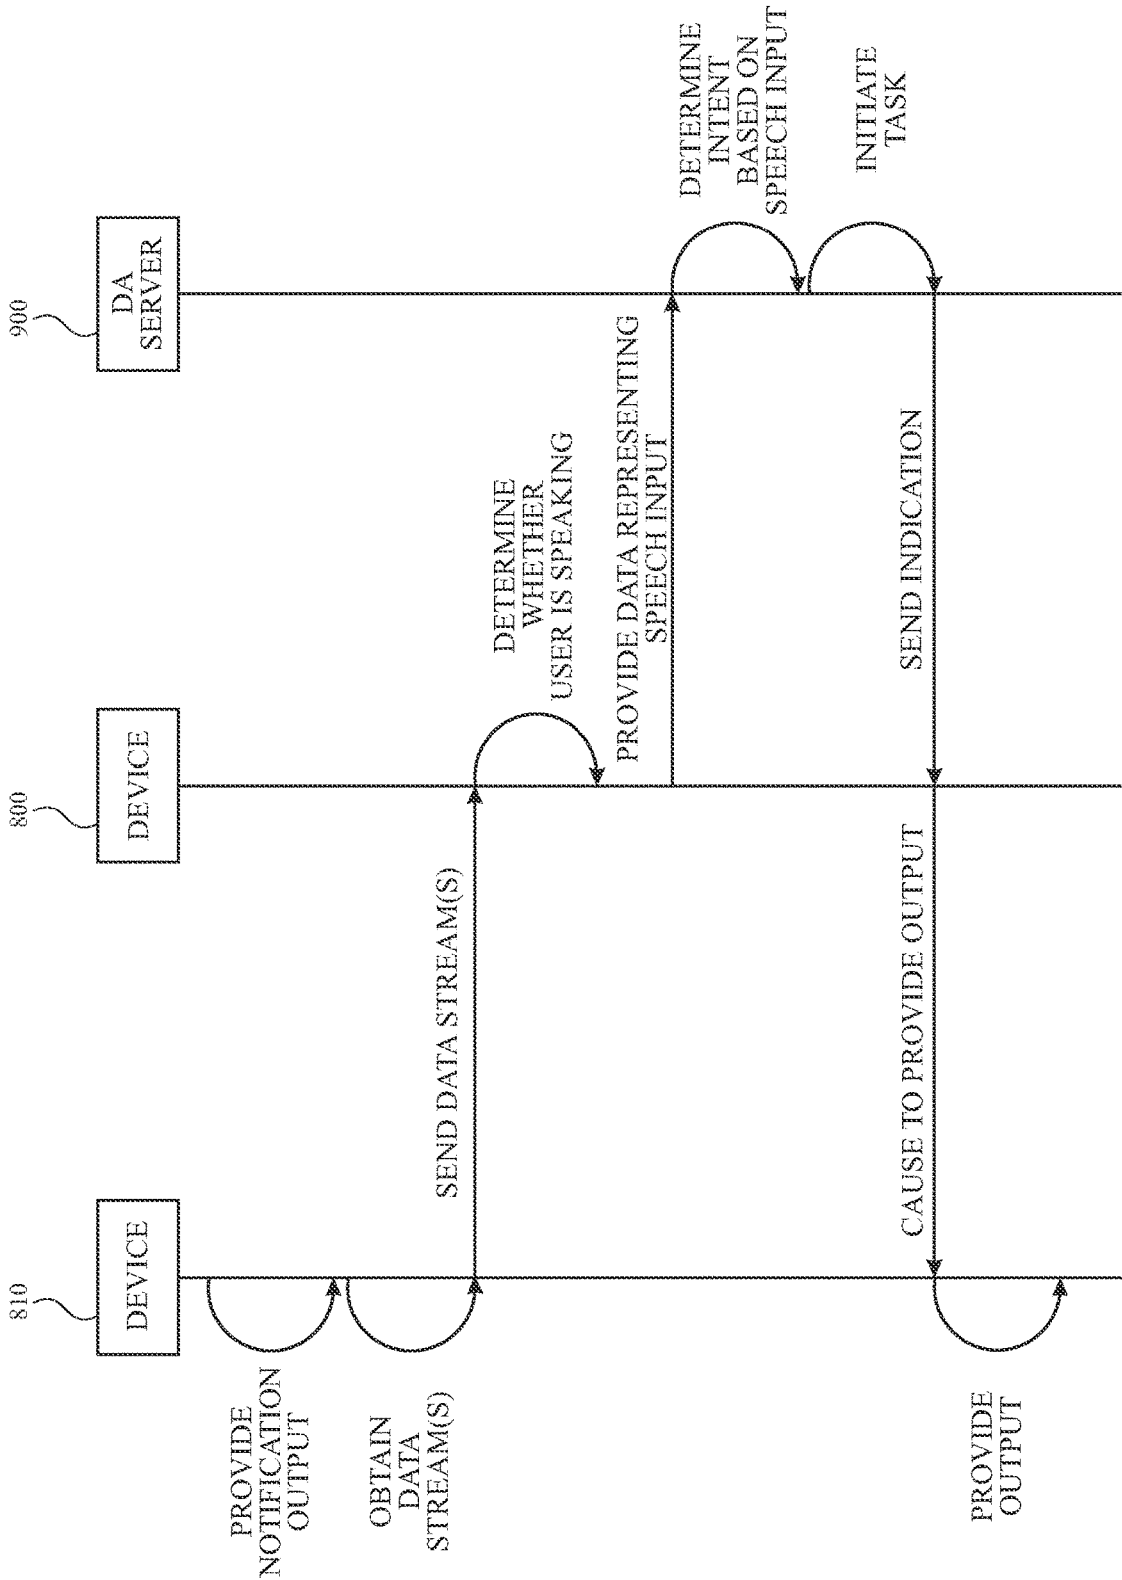 810
DEVICE
800
DEVICE
900
DA
SERVER
PROVIDE
NOTIFICATION
OUTPUT
OBTAIN
DATA
STREAM(S)
SEND DATA STREAM(S)
DETERMINE
WHETHER
USER IS SPEAKING
PROVIDE DATA REPRESENTING
SPEECH INPUT
DETERMINE
INTENT
BASED ON
SPEECH INPUT
INITIATE
TASK
SEND INDICATION
CAUSE TO PROVIDE OUTPUT
PROVIDE
OUTPUT